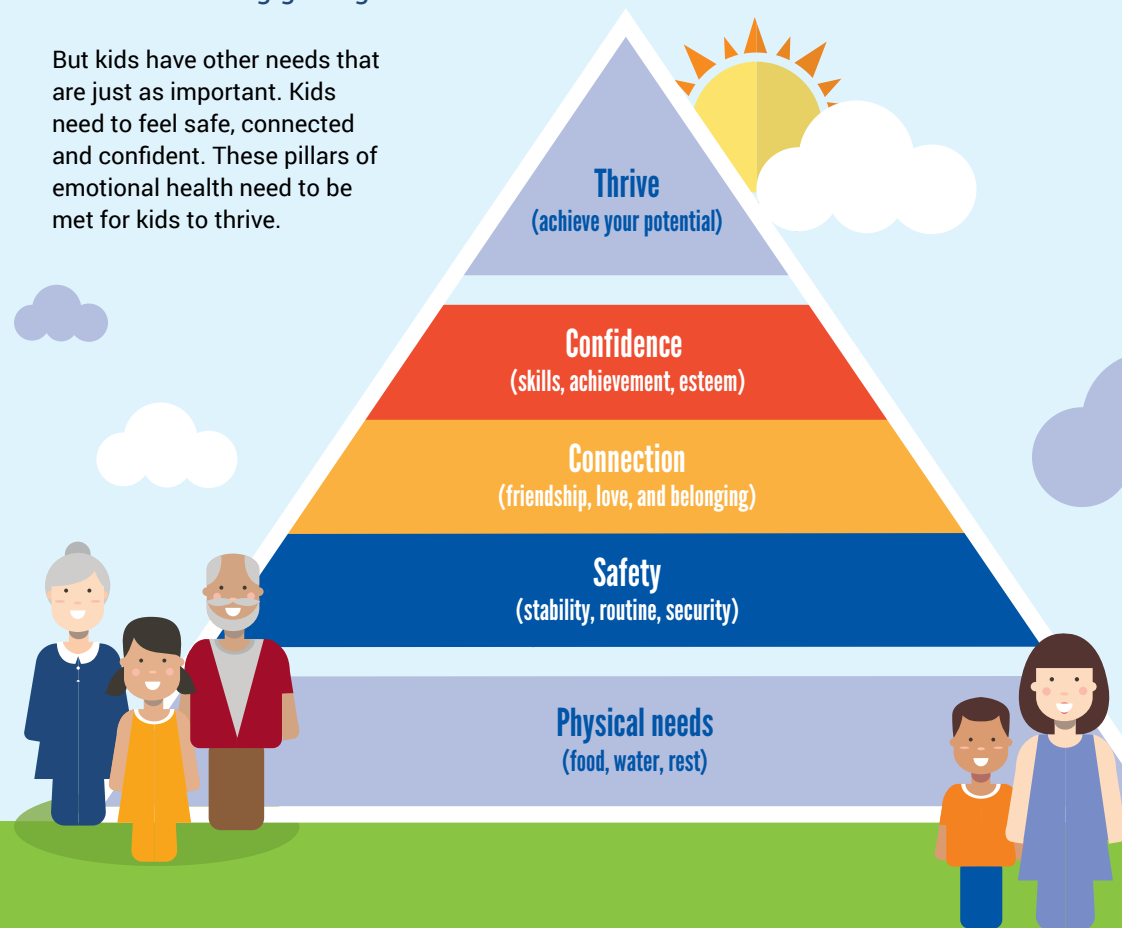 But kids have other needs that
are just as important. Kids
need to feel safe, connected
and confident. These pillars of
emotional health need to be
met for kids to thrive.
Thrive
(achieve your potential)
Confidence
(skills, achievement, esteem)
Connection
(friendship, love, and belonging)
Safety
(stability, routine, security)
Physical needs
(food, water, rest)